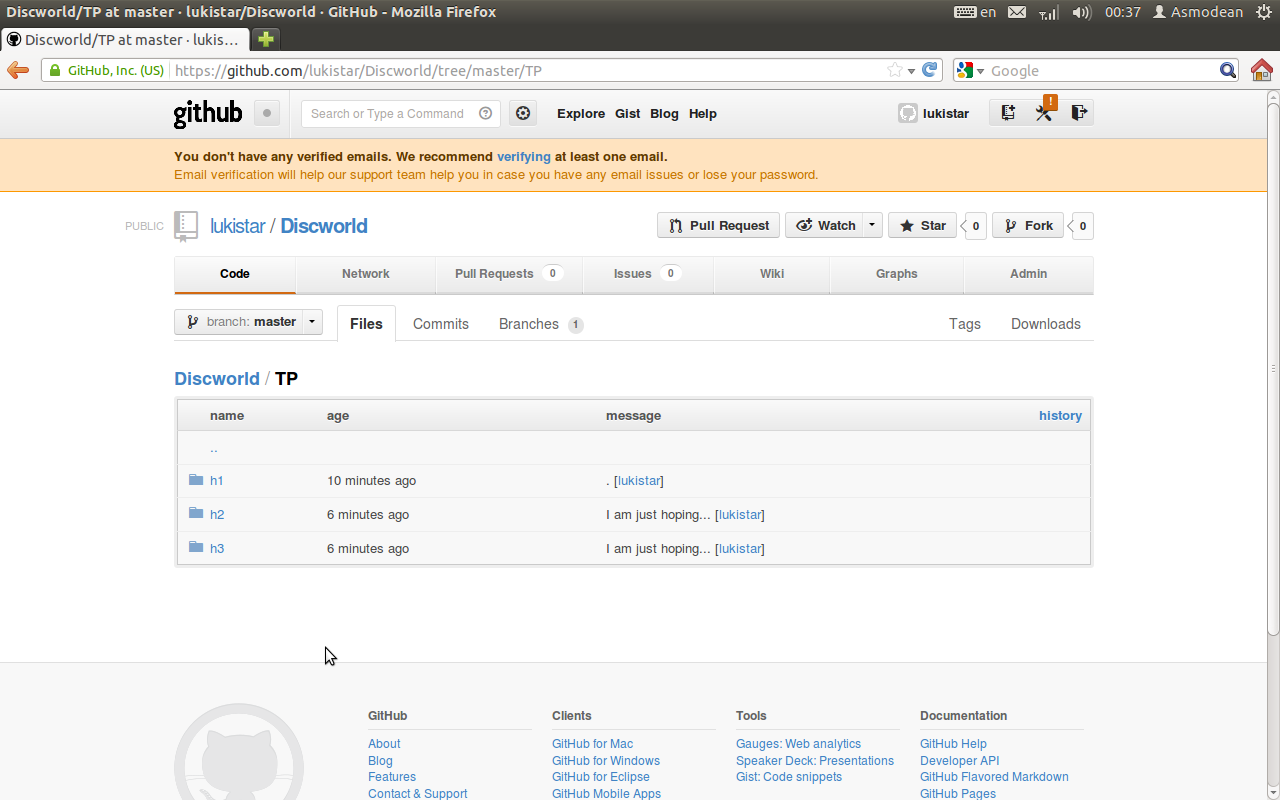 Discworld/TP at master · lukistar/Discworld · GitHub - Mozilla Firefox
en
00:37
Asmodean
Discworld/TP at master · lukis...
GitHub, Inc. (US)
https://github.com/lukistar/Discworld/tree/master/TP
Google
github
Search or Type a Command
Explore Gist Blog Help
lukistar
!
You don't have any verified emails. We recommend verifying at least one email.
Email verification will help our support team help you in case you have any email issues or lose your password.
PUBLIC
lukistar / Discworld
Pull Request
Watch
Star 0
Fork 0
Code Network Pull Requests 0 Issues 0 Wiki Graphs Admin
branch: master
Files Commits Branches 1 Tags Downloads
Discworld / TP
name age message history
..
h1 10 minutes ago . [lukistar]
h2 6 minutes ago I am just hoping... [lukistar]
h3 6 minutes ago I am just hoping... [lukistar]
GitHub
About
Blog
Features
Contact & Support
Clients
GitHub for Mac
GitHub for Windows
GitHub for Eclipse
GitHub Mobile Apps
Tools
Gauges: Web analytics
Speaker Deck: Presentations
Gist: Code snippets
Documentation
GitHub Help
Developer API
GitHub Flavored Markdown
GitHub Pages